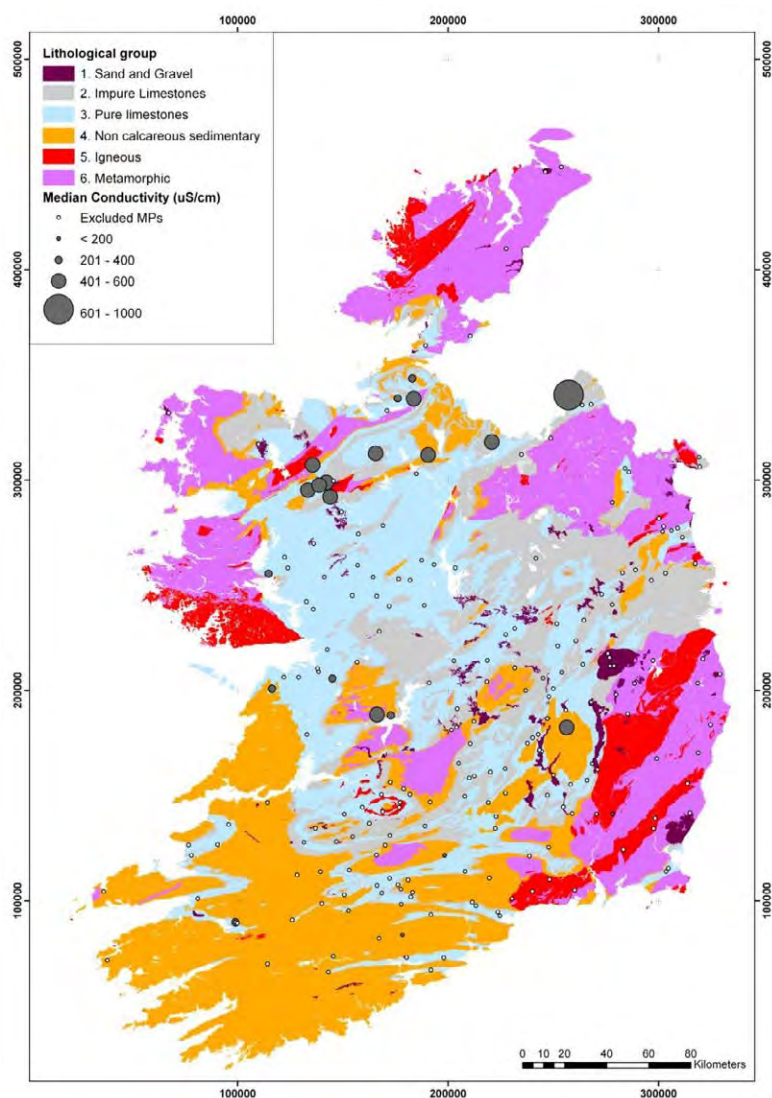 100000 200000 300000
500000 500000
Lithological group
1. Sand and Gravel
2. Impure Limestones
3. Pure limestones
4. Non calcareous sedimentary
5. Igneous
6. Metamorphic
Median Conductivity (uS/cm)
Excluded MPs
< 200
201 - 400
401 - 600
601 - 1000
400000 400000
300000 300000
200000 200000
100000 100000
0 10 20 40 60 80
Kilometers
100000 200000 300000